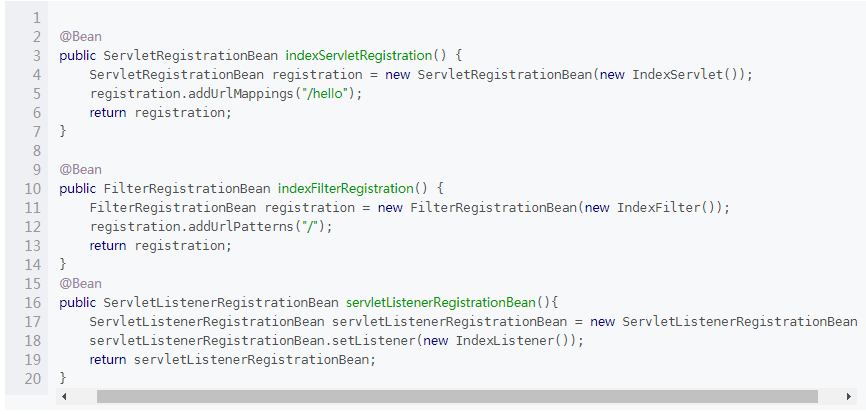 1
2 @Bean
3 public ServletRegistrationBean indexServletRegistration() {
4     ServletRegistrationBean registration = new ServletRegistrationBean(new IndexServlet());
5     registration.addUrlMappings("/hello");
6     return registration;
7 }
8
9 @Bean
10 public FilterRegistrationBean indexFilterRegistration() {
11     FilterRegistrationBean registration = new FilterRegistrationBean(new IndexFilter());
12     registration.addUrlPatterns("/");
13     return registration;
14 }
15 @Bean
16 public ServletListenerRegistrationBean servletListenerRegistrationBean(){
17     ServletListenerRegistrationBean servletListenerRegistrationBean = new ServletListenerRegistrationBean
18     servletListenerRegistrationBean.setListener(new IndexListener());
19     return servletListenerRegistrationBean;
20 }